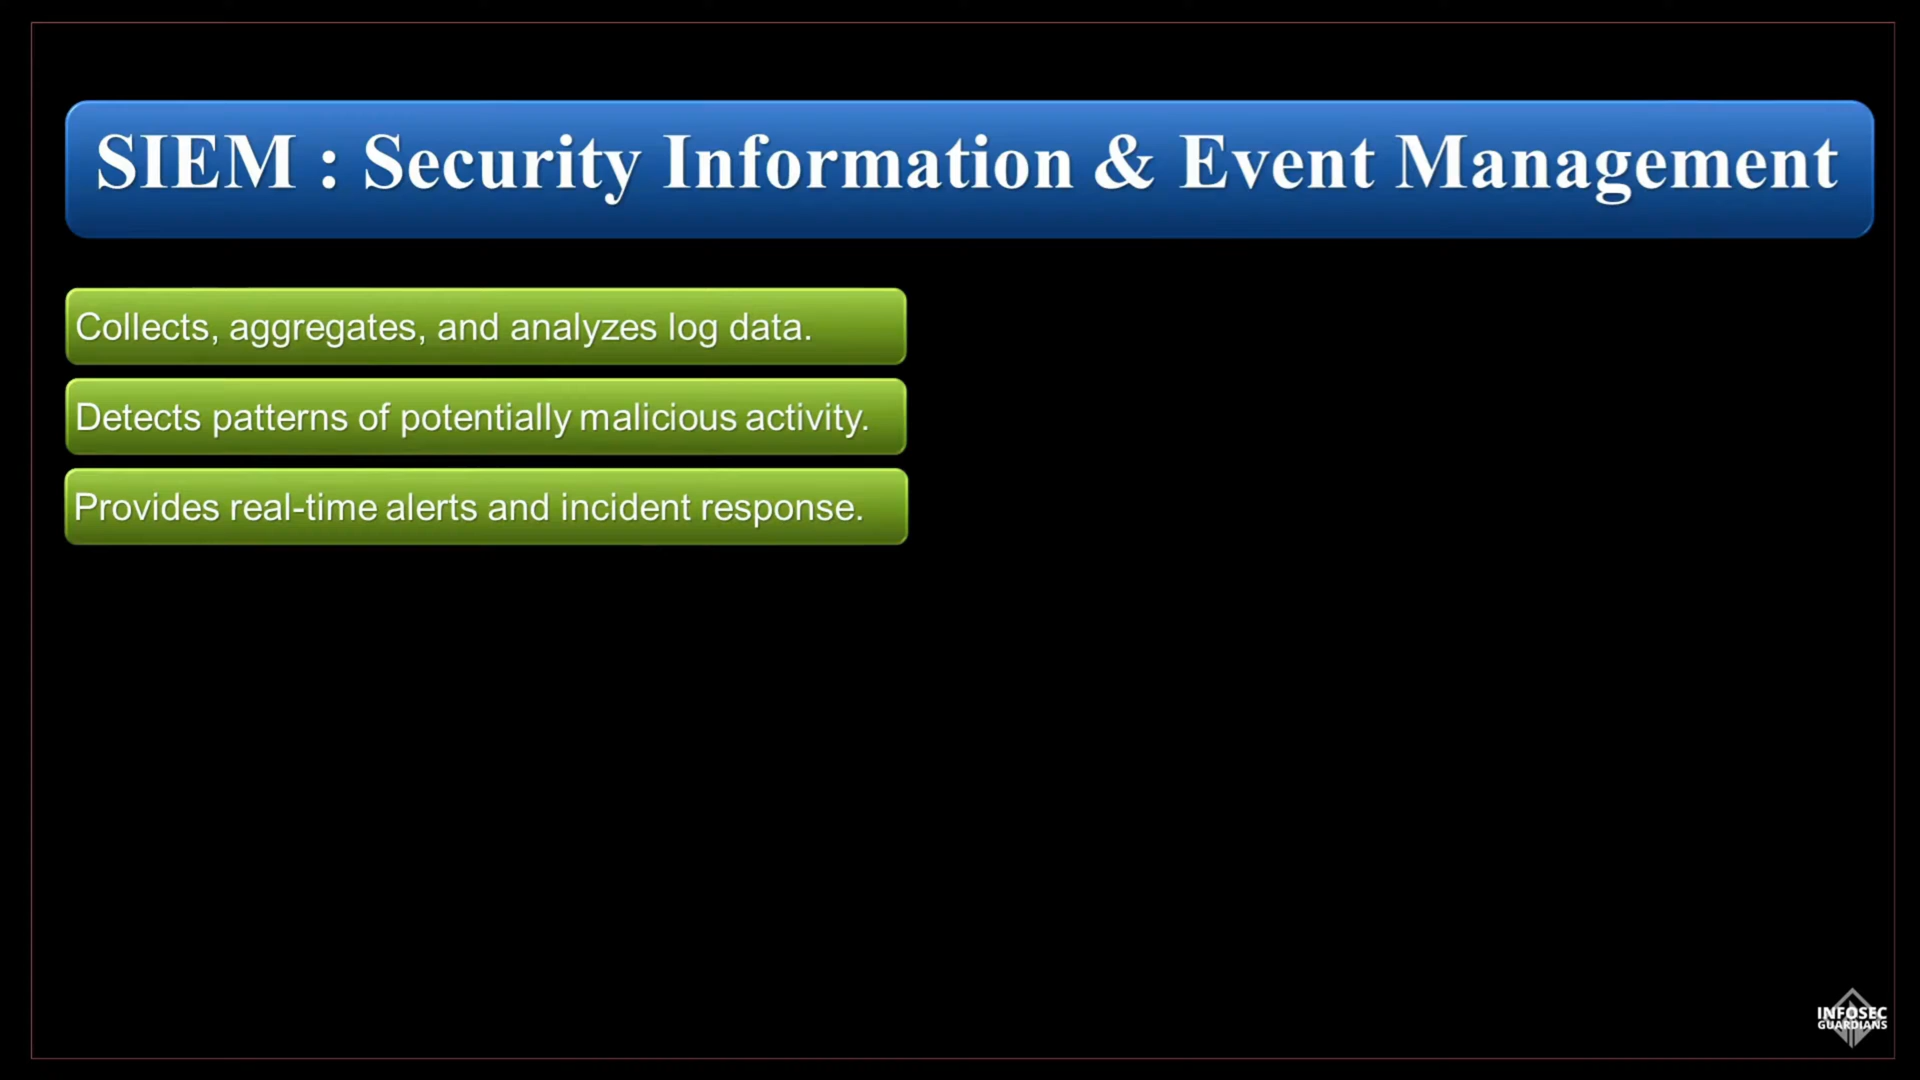 SIEM : Security Information & Event Management
Collects, aggregates, and analyzes log data.
Detects patterns of potentially malicious activity.
Provides real-time alerts and incident response.
INFOSEC
GUARDIANS